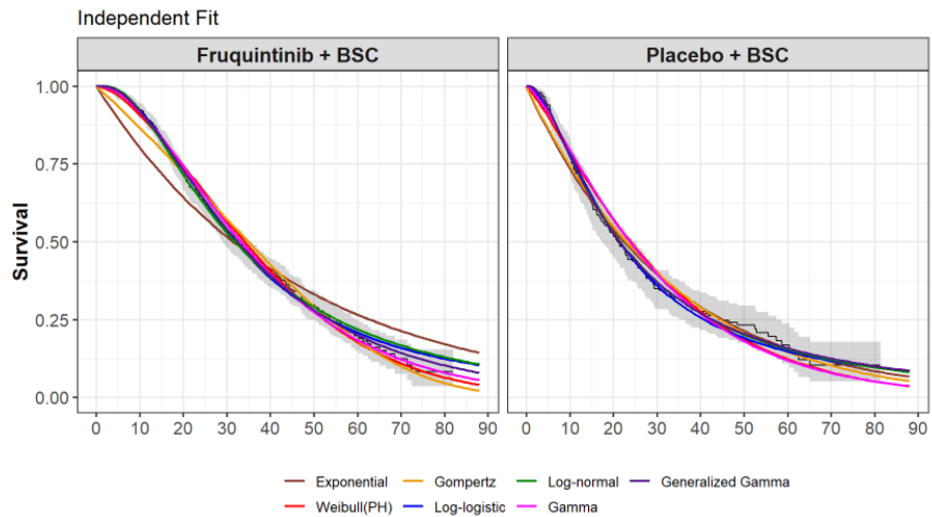 Independent Fit
Fruquintinib + BSC
Placebo + BSC
Survival
1.00
0.75
0.50
0.25
0.00
0 10 20 30 40 50 60 70 80 90
0 10 20 30 40 50 60 70 80 90
Exponential Gompertz Log-normal Generalized Gamma
Weibull(PH) Log-logistic Gamma